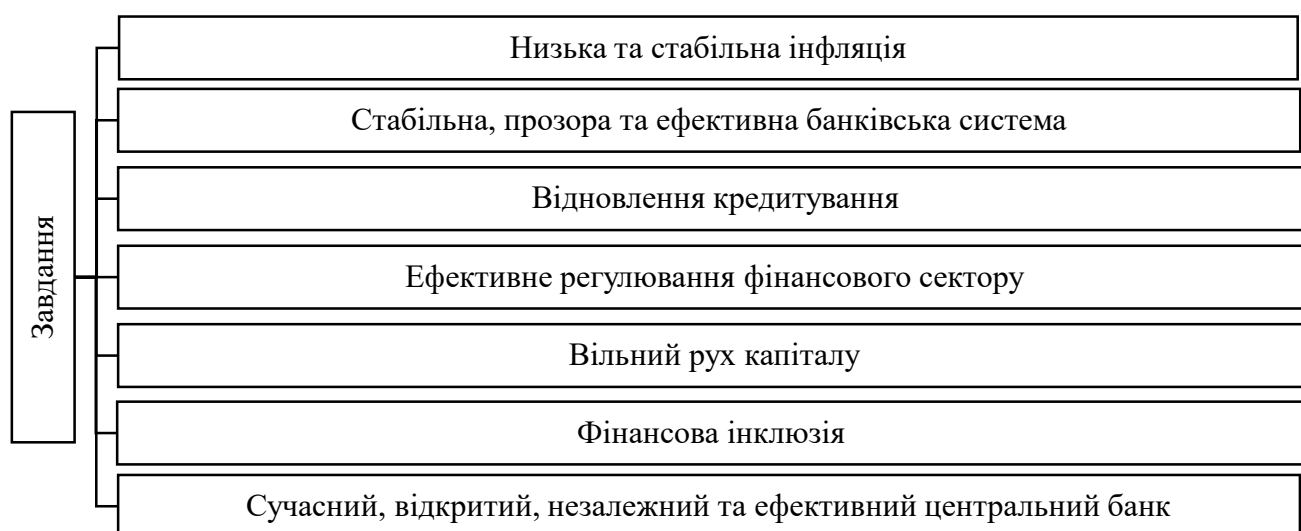 Завдання
Низька та стабільна інфляція
Стабільна, прозора та ефективна банківська система
Відновлення кредитування
Ефективне регулювання фінансового сектору
Вільний рух капіталу
Фінансова інклюзія
Сучасний, відкритий, незалежний та ефективний центральний банк